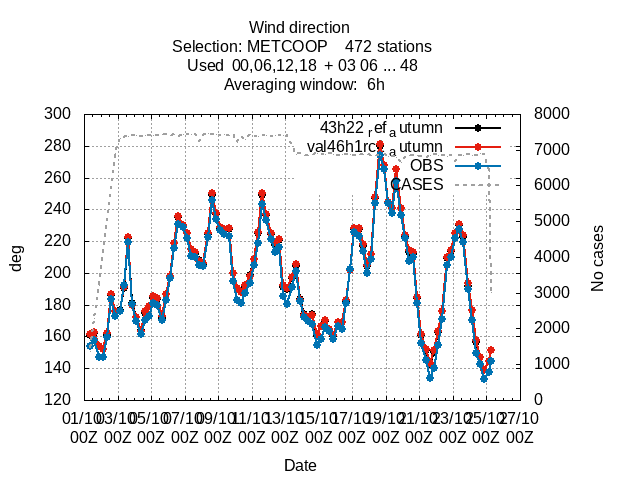 Wind direction
Selection: METCOOP 472 stations
Used 00,06,12,18 + 03 06 ... 48
Averaging window: 6h
300 8000
43h22 ref autumn
280 7000
val46h1rc1 autumn
OBS
260 6000
CASES
240 5000
deg 220 4000 No cases
200 3000
180 2000
160
140 1000
120 0
01/10 03/10 05/10 07/10 09/10 11/10 13/10 15/10 17/10 19/10 21/10 23/10 25/10 27/10
00Z 00Z 00Z 00Z 00Z 00Z 00Z 00Z 00Z 00Z 00Z 00Z 00Z 00Z
Date